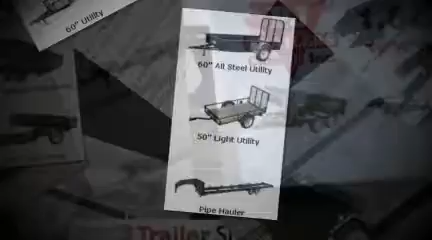 60" Utility
60" All Steel Utility
50" Light Utility
Pipe Hauler
Trailer